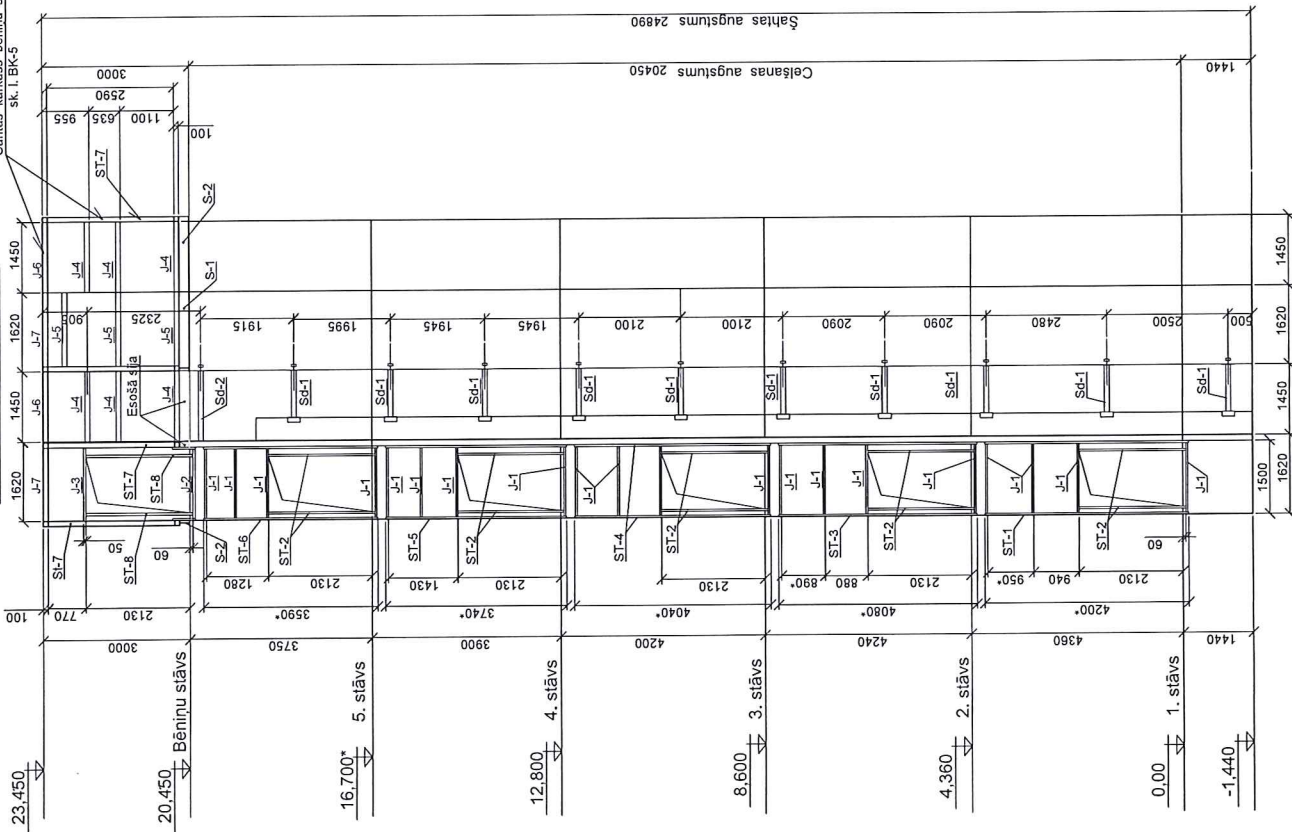 sk. l. BK-5
Šahtas augstums 24890
Celšanas augstums 20450
1440
3000
2590
955
635
1100
100
ST-7
S-2
S-1
1450
1620
1450
1620
J-6
J-7
J-6
J-7
J-4
J-4
J-4
J-5
J-5
J-5
2325
J-4
J-4
J-4
Esošā sija
J-3
ST-7
ST-8
J-2
St-7
50
ST-8
60
S-2
100
770
2130
3000
Sd-2
1915
Sd-1
1995
Sd-1
1945
Sd-1
1945
Sd-1
2100
Sd-1
2100
Sd-1
2090
Sd-1
2090
Sd-1
2480
Sd-1
2500
Sd-1
500
J-1
J-1
J-1
ST-6
ST-2
1280
2130
3590*
3750
J-1
J-1
J-1
J-1
ST-5
ST-2
1430
2130
3740*
3900
J-1
J-1
ST-4
ST-2
2130
4040*
4200
J-1
J-1
J-1
J-1
ST-3
ST-2
890*
880
2130
4080*
4240
J-1
J-1
J-1
ST-1
ST-2
950*
940
2130
60
4200*
4360
J-1
1440
1450
1620
1450
1500
1620
23,450
20,450
Bēniņu stāvs
16,700*
5. stāvs
12,800
4. stāvs
8,600
3. stāvs
4,360
2. stāvs
0,00
1. stāvs
-1,440